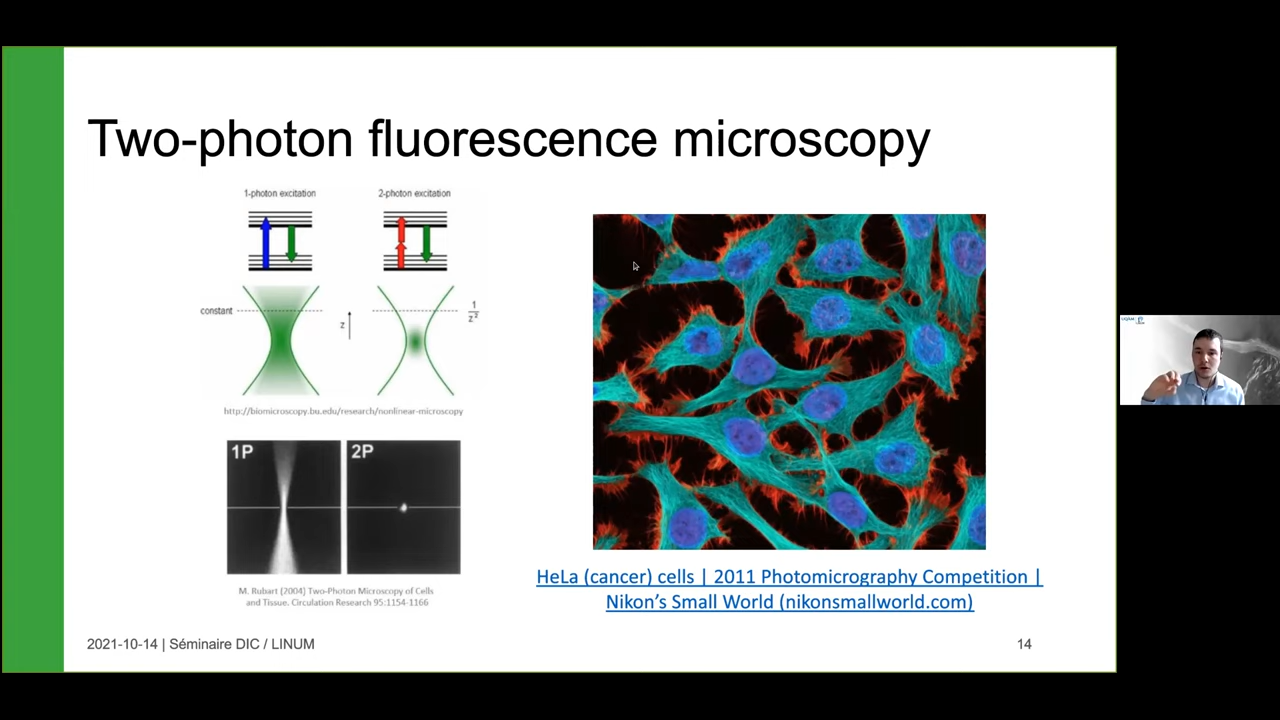 Two-photon fluorescence microscopy
1-photon excitation
2-photon excitation
constant
z
1
z²
http://biomicroscopy.bu.edu/research/nonlinear-microscopy
1P
2P
M. Rubart (2004) Two-Photon Microscopy of Cells
and Tissue. Circulation Research 95:1154-1166
HeLa (cancer) cells | 2011 Photomicrography Competition |
Nikon's Small World (nikonsmallworld.com)
2021-10-14 | Séminaire DIC / LINUM
14
UQÀM